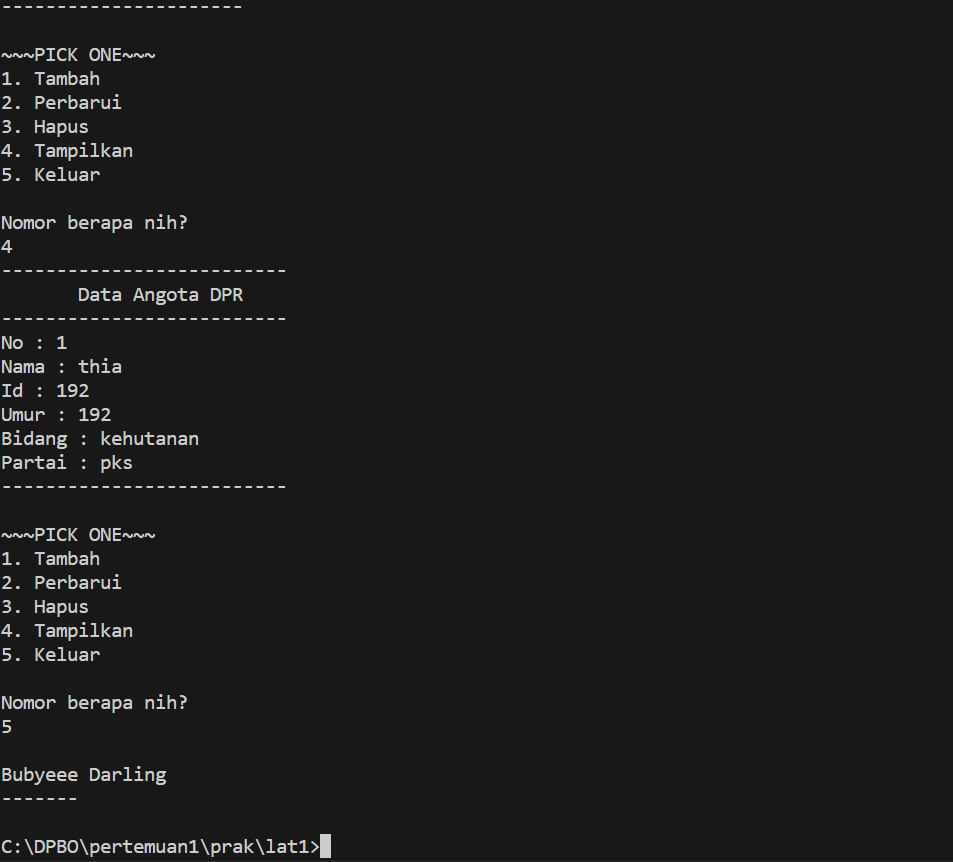 ----------------------
~~~PICK ONE~~~
1. Tambah
2. Perbarui
3. Hapus
4. Tampilkan
5. Keluar
Nomor berapa nih?
4
--------------------------
Data Angota DPR
--------------------------
No : 1
Nama : thia
Id : 192
Umur : 192
Bidang : kehutanan
Partai : pks
--------------------------
~~~PICK ONE~~~
1. Tambah
2. Perbarui
3. Hapus
4. Tampilkan
5. Keluar
Nomor berapa nih?
5
Bubyeee Darling
-------
C:\DPBO\pertemuan1\prak\lat1>